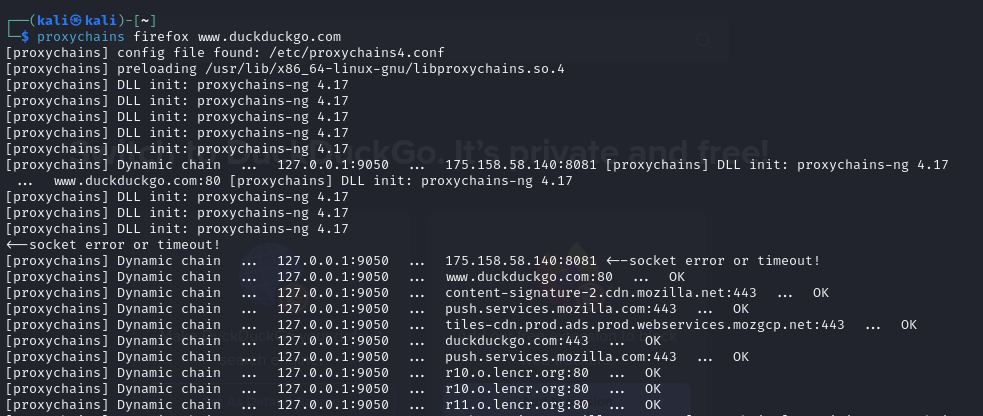 ┌──(kali㉿kali)-[~]
└─$ proxychains firefox www.duckduckgo.com
[proxychains] config file found: /etc/proxychains4.conf
[proxychains] preloading /usr/lib/x86_64-linux-gnu/libproxychains.so.4
[proxychains] DLL init: proxychains-ng 4.17
[proxychains] DLL init: proxychains-ng 4.17
[proxychains] DLL init: proxychains-ng 4.17
[proxychains] DLL init: proxychains-ng 4.17
[proxychains] DLL init: proxychains-ng 4.17
[proxychains] Dynamic chain  ...  127.0.0.1:9050  ...  175.158.58.140:8081 [proxychains] DLL init: proxychains-ng 4.17
 ...  www.duckduckgo.com:80 [proxychains] DLL init: proxychains-ng 4.17
[proxychains] DLL init: proxychains-ng 4.17
[proxychains] DLL init: proxychains-ng 4.17
[proxychains] DLL init: proxychains-ng 4.17
<--socket error or timeout!
[proxychains] Dynamic chain  ...  127.0.0.1:9050  ...  175.158.58.140:8081 <--socket error or timeout!
[proxychains] Dynamic chain  ...  127.0.0.1:9050  ...  www.duckduckgo.com:80  ...  OK
[proxychains] Dynamic chain  ...  127.0.0.1:9050  ...  content-signature-2.cdn.mozilla.net:443  ...  OK
[proxychains] Dynamic chain  ...  127.0.0.1:9050  ...  push.services.mozilla.com:443  ...  OK
[proxychains] Dynamic chain  ...  127.0.0.1:9050  ...  tiles-cdn.prod.ads.prod.webservices.mozgcp.net:443  ...  OK
[proxychains] Dynamic chain  ...  127.0.0.1:9050  ...  duckduckgo.com:443  ...  OK
[proxychains] Dynamic chain  ...  127.0.0.1:9050  ...  push.services.mozilla.com:443  ...  OK
[proxychains] Dynamic chain  ...  127.0.0.1:9050  ...  r10.o.lencr.org:80  ...  OK
[proxychains] Dynamic chain  ...  127.0.0.1:9050  ...  r10.o.lencr.org:80  ...  OK
[proxychains] Dynamic chain  ...  127.0.0.1:9050  ...  r11.o.lencr.org:80  ...  OK
DuckDuckGo. It's private and free!